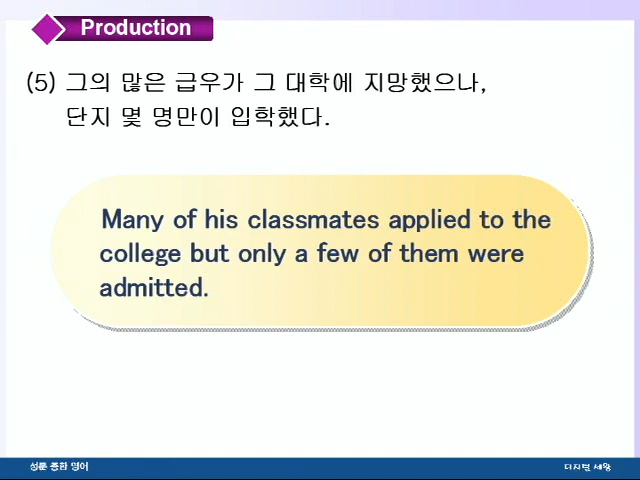 Production
(5) 그의 많은 급우가 그 대학에 지망했으나,
단지 몇 명만이 입학했다.
Many of his classmates applied to the
college but only a few of them were
admitted.
성문 종합 영어
디지털 세왕